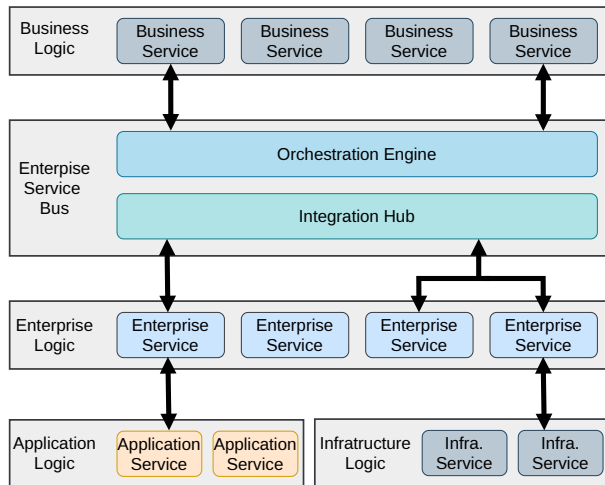 Business
Logic
Business
Service
Business
Service
Business
Service
Business
Service
Enterpise
Service
Bus
Orchestration Engine
Integration Hub
Enterprise
Logic
Enterprise
Service
Enterprise
Service
Enterprise
Service
Enterprise
Service
Application
Logic
Application
Service
Application
Service
Infratructure
Logic
Infra.
Service
Infra.
Service